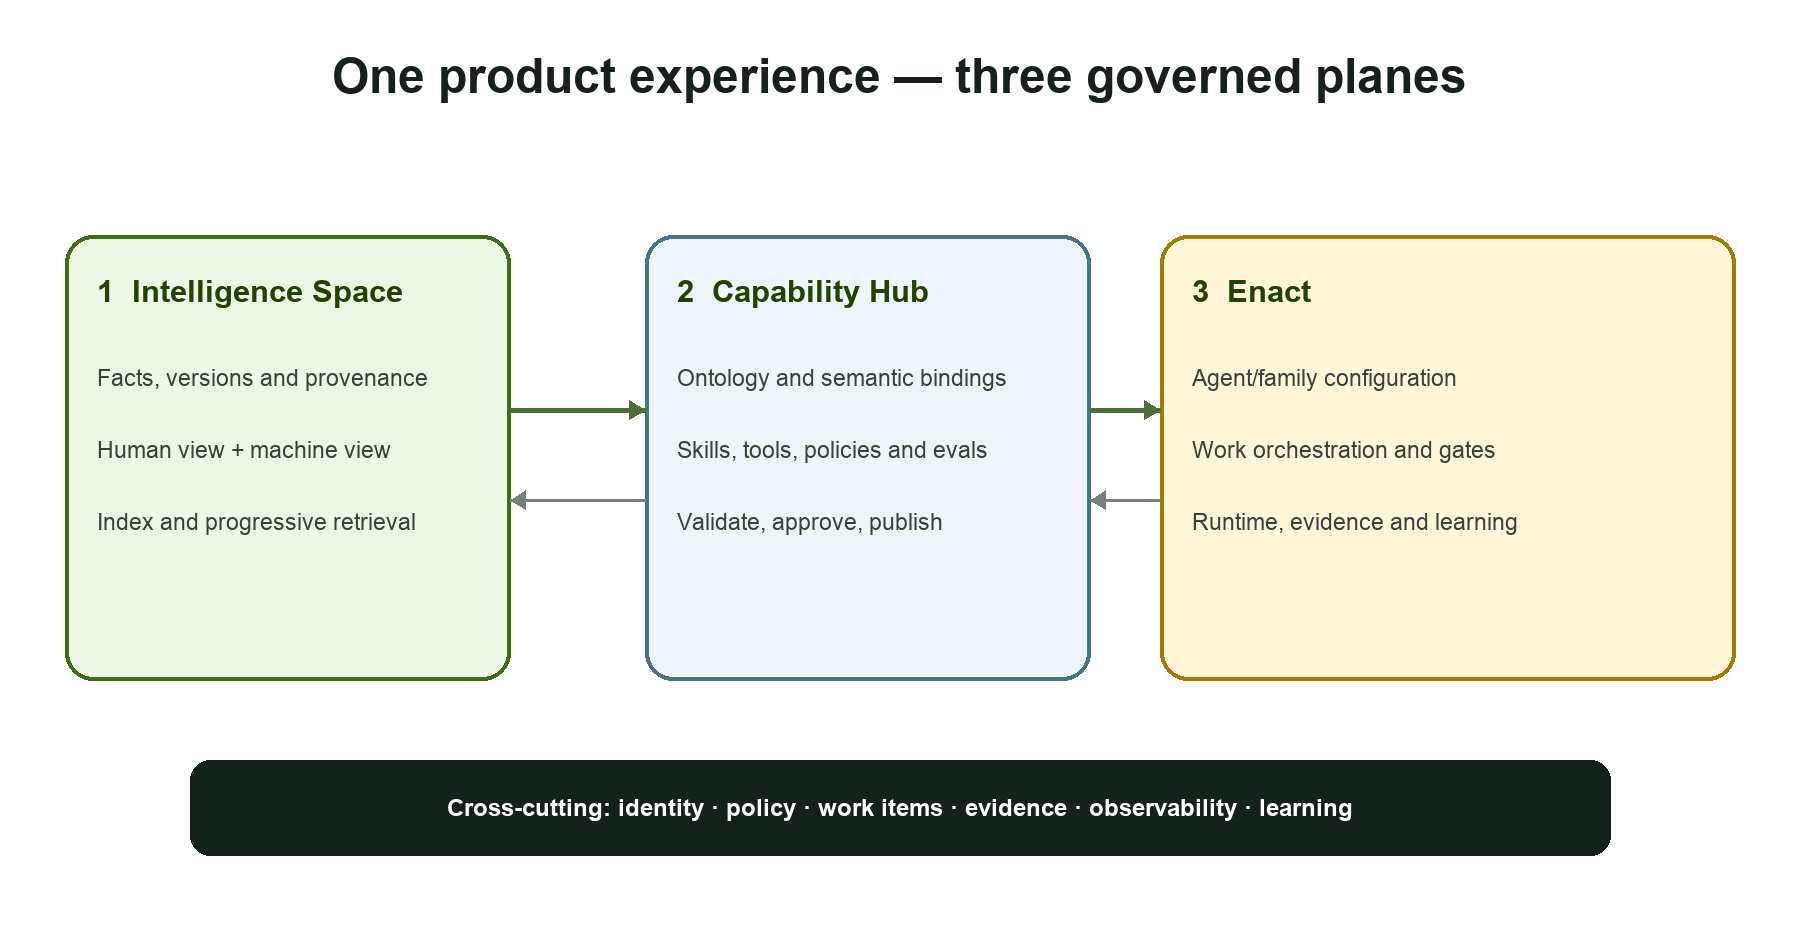 One product experience — three governed planes
1 Intelligence Space
Facts, versions and provenance
Human view + machine view
Index and progressive retrieval
2 Capability Hub
Ontology and semantic bindings
Skills, tools, policies and evals
Validate, approve, publish
3 Enact
Agent/family configuration
Work orchestration and gates
Runtime, evidence and learning
Cross-cutting: identity · policy · work items · evidence · observability · learning